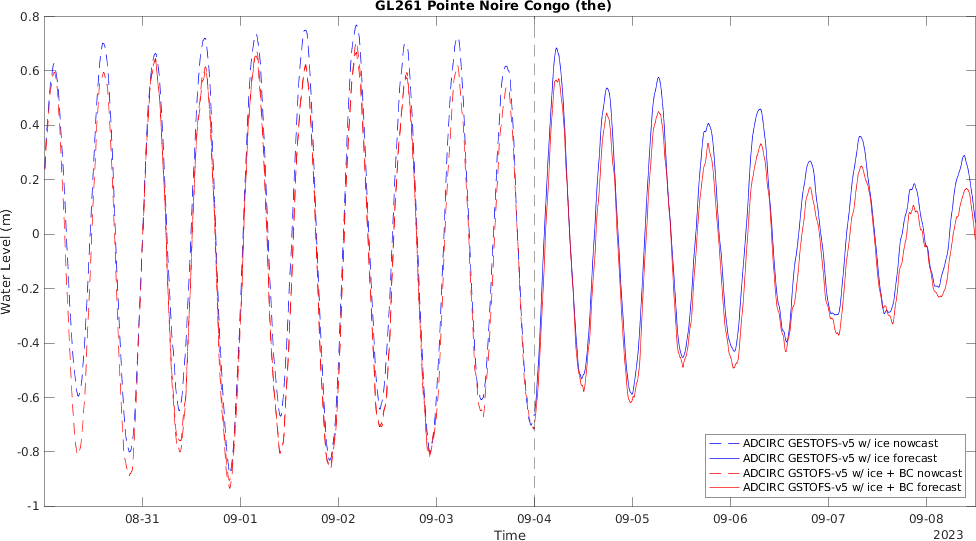 GL261 Pointe Noire Congo (the)
0.8
0.6
0.4
0.2
0
-0.2
-0.4
-0.6
-0.8
-1
Water Level (m)
ADCIRC GESTOFS-v5 w/ ice nowcast
ADCIRC GESTOFS-v5 w/ ice forecast
ADCIRC GSTOFS-v5 w/ ice + BC nowcast
ADCIRC GSTOFS-v5 w/ ice + BC forecast
08-31 09-01 09-02 09-03 09-04 09-05 09-06 09-07 09-08
Time
2023